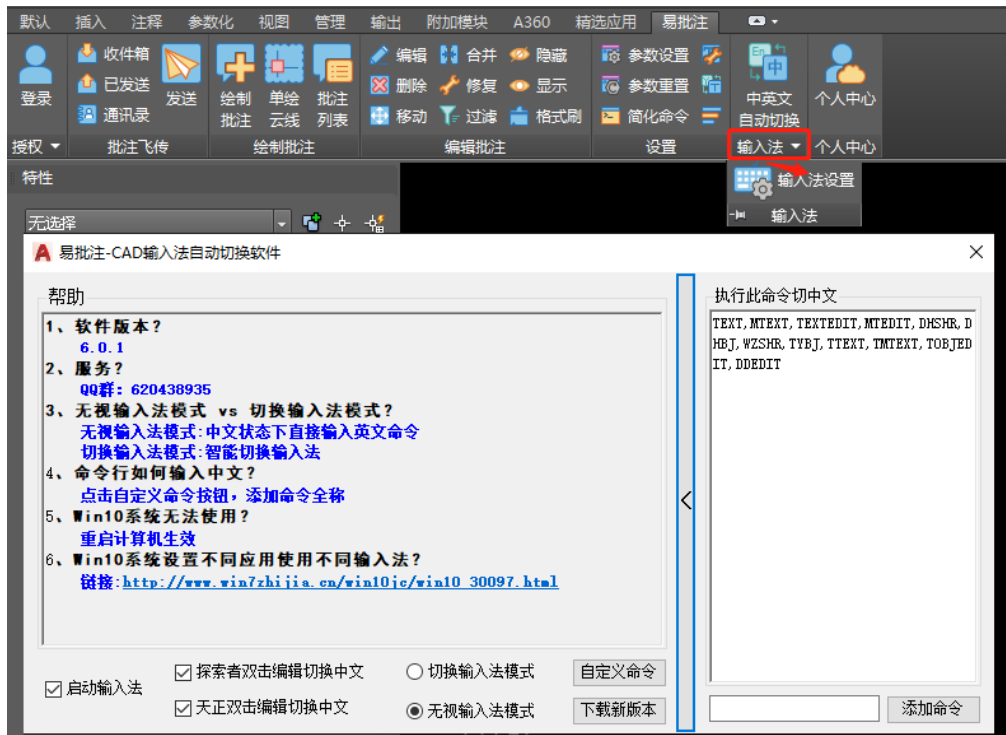 默认 插入 注释 参数化 视图 管理 输出 附加模块 A360 精选应用 易批注
登录
收件箱
已发送
通讯录
发送
绘制批注
单绘云线
批注列表
编辑 合并 隐藏
删除 修复 显示
移动 过滤 格式刷
参数设置
参数重置
简化命令
En
中
中英文自动切换
个人中心
授权 批注飞传 绘制批注 编辑批注 设置 输入法 个人中心
特性
输入法设置
输入法
无选择
易批注-CAD输入法自动切换软件
帮助
1、软件版本?
6.0.1
2、服务?
QQ群: 620438935
3、无视输入法模式 vs 切换输入法模式?
无视输入法模式:中文状态下直接输入英文命令
切换输入法模式:智能切换输入法
4、命令行如何输入中文?
点击自定义命令按钮,添加命令全称
5、Win10系统无法使用?
重启计算机生效
6、Win10系统设置不同应用使用不同输入法?
链接:http://www.win7zhijia.cn/win10jc/win10_30097.html
执行此命令切中文
TEXT,MTEXT,TEXTEDIT,MTEDIT,DHSHR,D
HBJ,WZSHR,TYBJ,TTEXT,TMTEXT,TOBJED
IT,DDEDIT
启动输入法
探索者双击编辑切换中文
天正双击编辑切换中文
切换输入法模式
无视输入法模式
自定义命令
下载新版本
添加命令